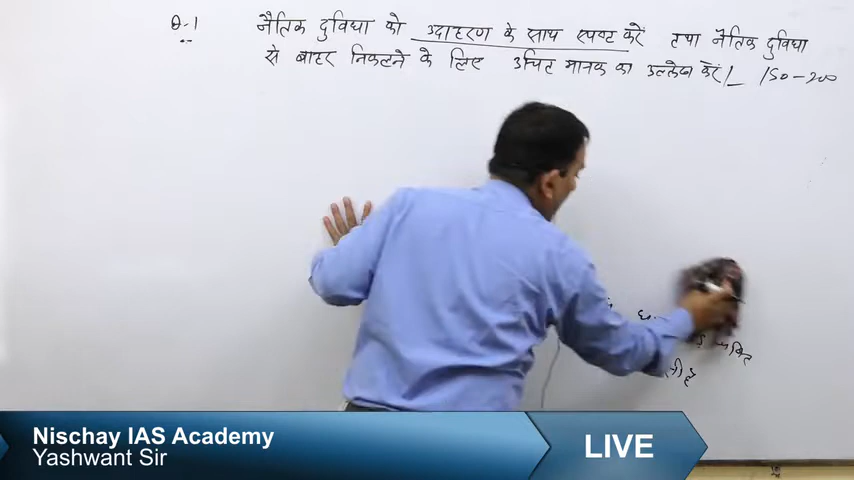 Q-1 नैतिक दुविधा को उदाहरण के साथ स्पष्ट करें तथा नैतिक दुविधा
से बाहर निकलने के लिए उचित मानक का उल्लेख करें/_ 150-200
Nischay IAS Academy
Yashwant Sir
LIVE